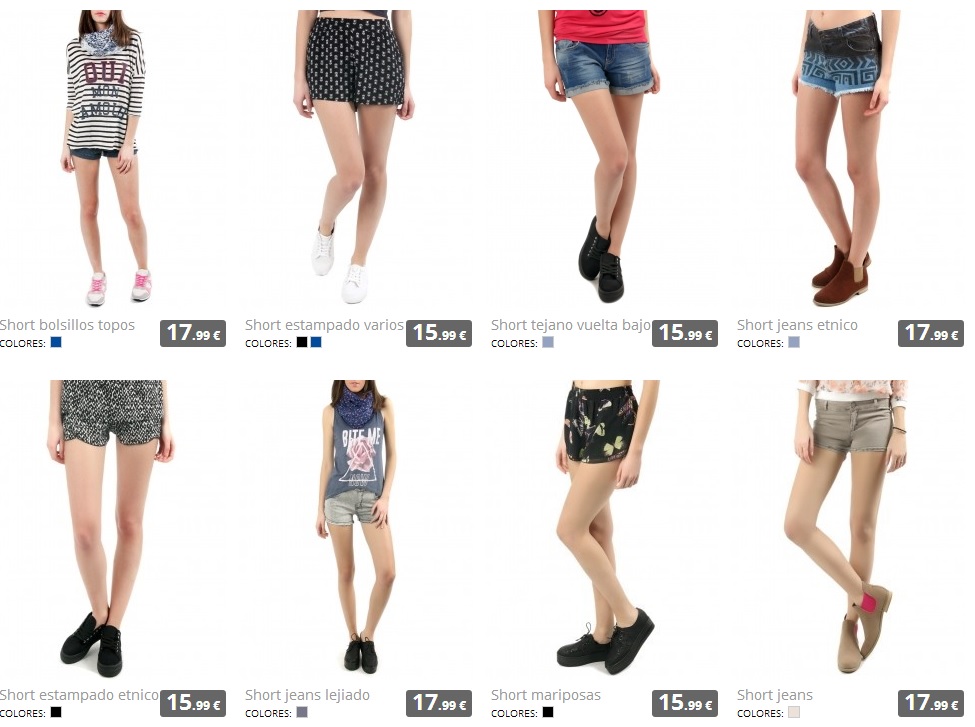 OUI
MON
AMOUR
Short bolsillos topos
17.99 €
COLORES:
Short estampado varios
15.99 €
COLORES:
Short tejano vuelta bajo
15.99 €
COLORES:
Short jeans etnico
17.99 €
COLORES:
BITE ME
Short estampado etnico
15.99 €
COLORES:
Short jeans lejiado
17.99 €
COLORES:
Short mariposas
15.99 €
COLORES:
Short jeans
17.99 €
COLORES: